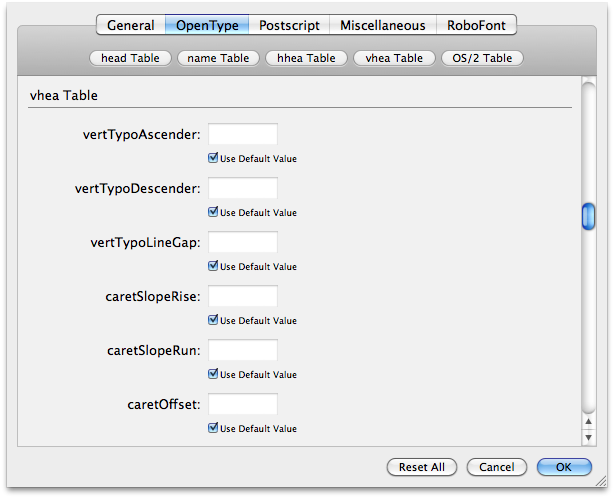 General OpenType Postscript Miscellaneous RoboFont
head Table name Table hhea Table vhea Table OS/2 Table
vhea Table
vertTypoAscender:
Use Default Value
vertTypoDescender:
Use Default Value
vertTypoLineGap:
Use Default Value
caretSlopeRise:
Use Default Value
caretSlopeRun:
Use Default Value
caretOffset:
Use Default Value
Reset All Cancel OK